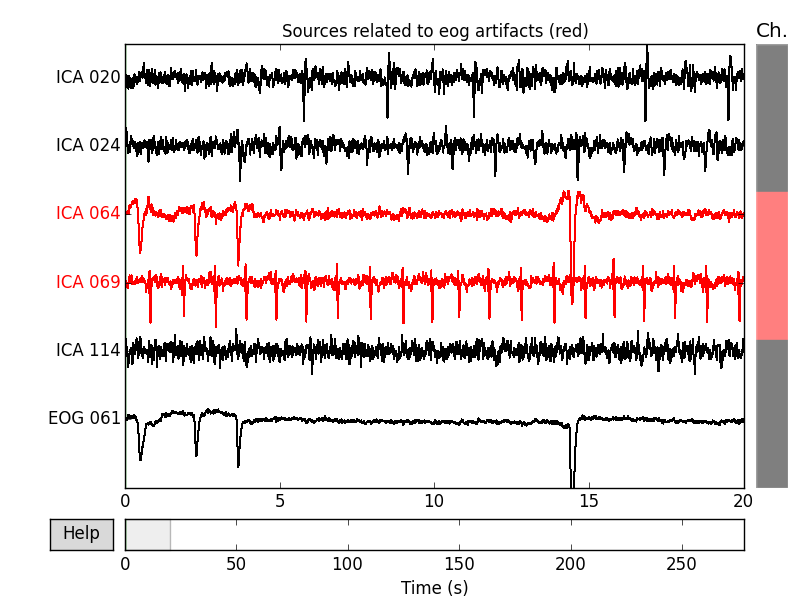 Sources related to eog artifacts (red)
Ch.
ICA 020
ICA 024
ICA 064
ICA 069
ICA 114
EOG 061
0 5 10 15 20
Help
0 50 100 150 200 250
Time (s)